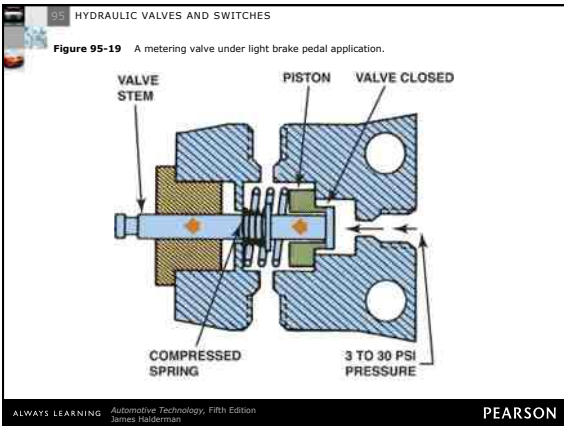 95 HYDRAULIC VALVES AND SWITCHES
Figure 95-19 A metering valve under light brake pedal application.
VALVE
STEM
PISTON
VALVE CLOSED
COMPRESSED
SPRING
3 TO 30 PSI
PRESSURE
ALWAYS LEARNING
Automotive Technology, Fifth Edition
James Halderman
PEARSON